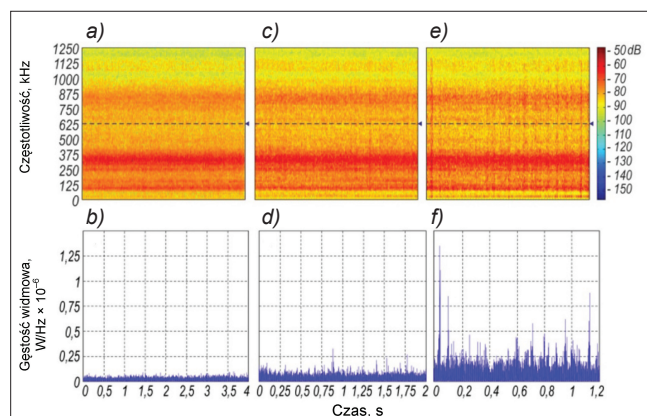 a) c) e)
Częstotliwość, kHz
1250
1125
1000
875
750
625
500
375
250
125
0
- 50 dB
- 60
- 70
- 80
- 90
- 100
- 110
- 120
- 130
- 140
- 150
b) d) f)
Gęstość widmowa,
W/Hz × 10⁻⁶
1,25
1
0,75
0,5
0,25
0
0 0,5 1 1,5 2 2,5 3 3,5 4
0 0,25 0,5 0,75 1 1,25 1,5 1,75 2
0 0,2 0,4 0,6 0,8 1 1,2
Czas, s